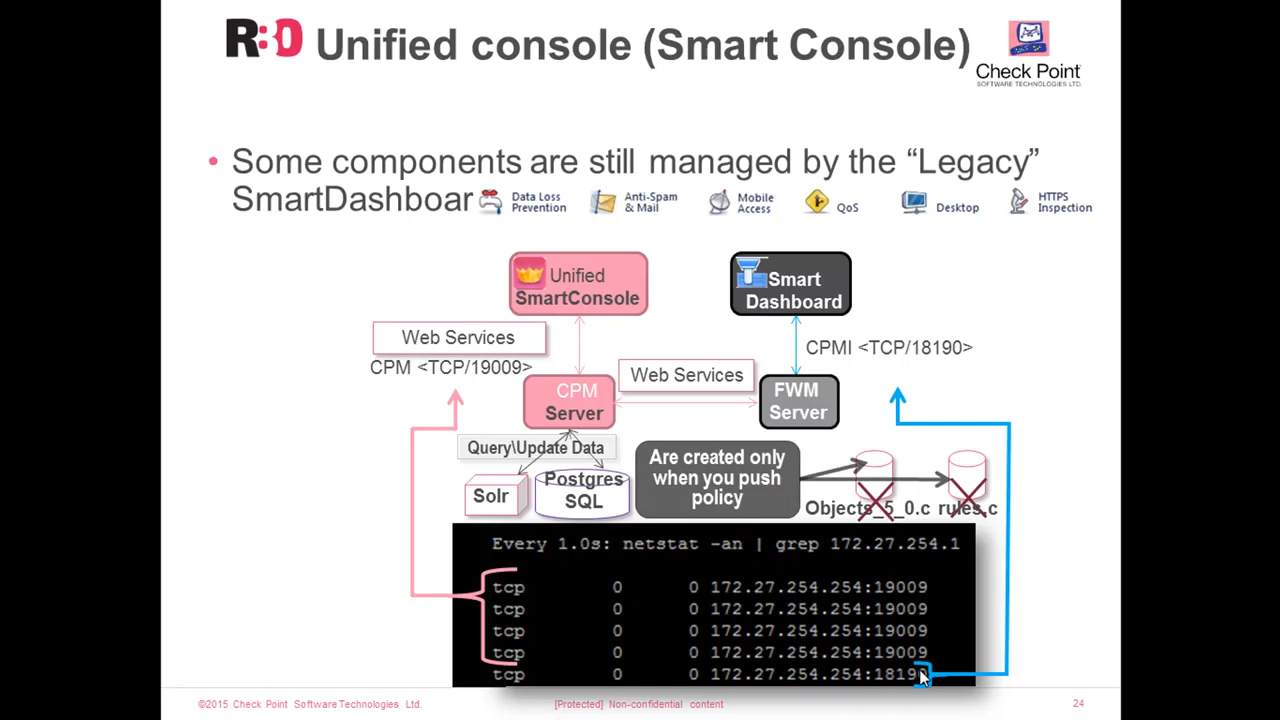 R:80 Unified console (Smart Console)
Check Point
SOFTWARE TECHNOLOGIES LTD.
• Some components are still managed by the “Legacy”
SmartDashboar
Data Loss
Prevention
Anti-Spam
& Mail
Mobile
Access
QoS
Desktop
HTTPS
Inspection
Unified
SmartConsole
Smart
Dashboard
Web Services
CPM <TCP/19009>
CPMI <TCP/18190>
Web Services
CPM
Server
FWM
Server
Query\Update Data
Solr
Postgres
SQL
Are created only
when you push
policy
Objects_5_0.c rules.c
Every 1.0s: netstat -an | grep 172.27.254.1
tcp 0 0 172.27.254.254:19009
tcp 0 0 172.27.254.254:19009
tcp 0 0 172.27.254.254:19009
tcp 0 0 172.27.254.254:19009
tcp 0 0 172.27.254.254:18190
©2015 Check Point Software Technologies Ltd.
[Protected] Non-confidential content
24